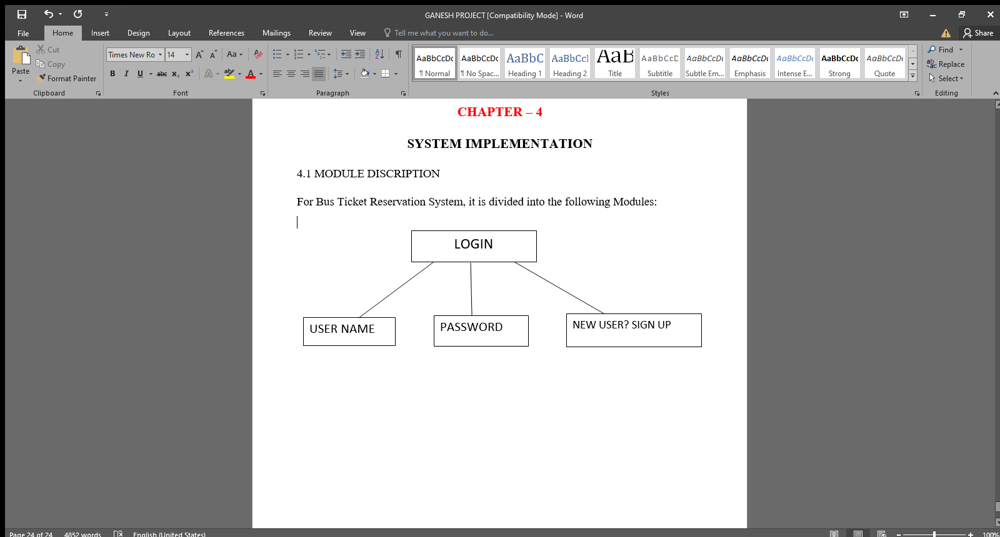 GANESH PROJECT [Compatibility Mode] - Word
File Home Insert Design Layout References Mailings Review View Tell me what you want to do... Share
Paste
Cut
Copy
Format Painter
Clipboard
Times New Ro 14
Font
Paragraph
AaBbCcDc AaBbCcDc AaBbC AaBbCcI AaB AaBbCcD AaBbCcDc AaBbCcDc AaBbCcDc AaBbCcDc AaBbCcDc
¶ Normal ¶ No Spac... Heading 1 Heading 2 Title Subtitle Subtle Em... Emphasis Intense E... Strong Quote
Styles
Find
Replace
Select
Editing
CHAPTER – 4
SYSTEM IMPLEMENTATION
4.1 MODULE DISCRIPTION
For Bus Ticket Reservation System, it is divided into the following Modules:
LOGIN
USER NAME
PASSWORD
NEW USER? SIGN UP
Page 24 of 24 4852 words English (United States) 100%